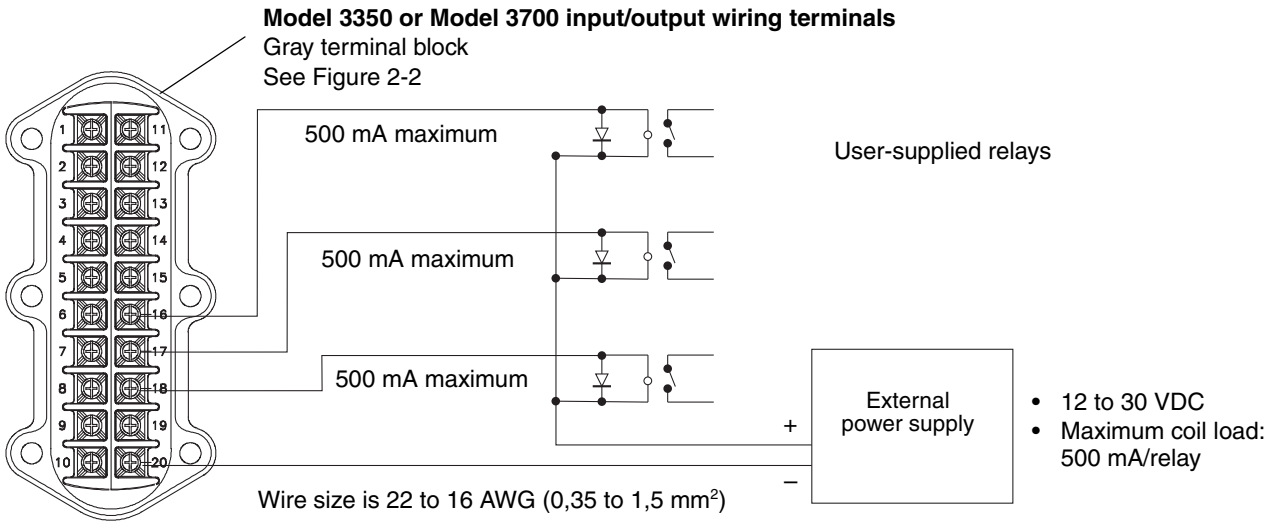 Model 3350 or Model 3700 input/output wiring terminals
Gray terminal block
See Figure 2-2
1
11
2
12
3
13
4
14
5
15
6
16
7
17
8
18
9
19
10
20
500 mA maximum
500 mA maximum
500 mA maximum
User-supplied relays
+
–
External
power supply
• 12 to 30 VDC
• Maximum coil load:
500 mA/relay
Wire size is 22 to 16 AWG (0,35 to 1,5 mm²)